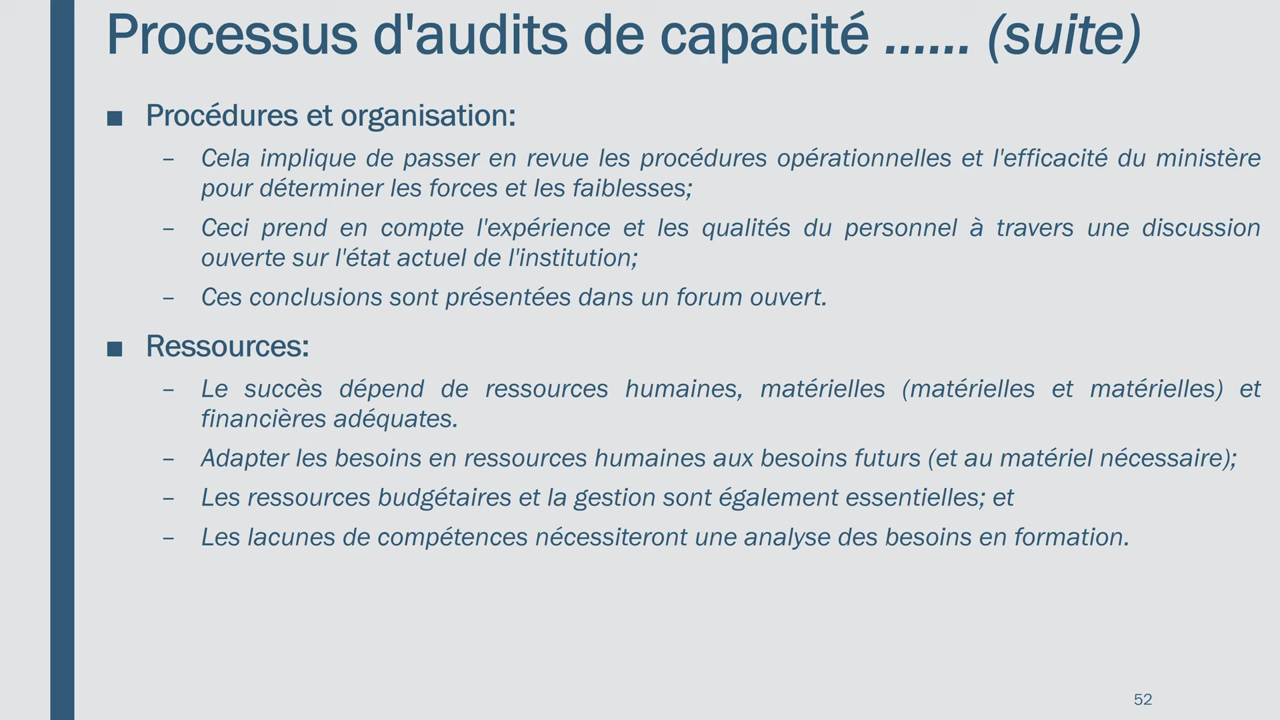 Processus d'audits de capacité ...... (suite)
■ Procédures et organisation:
– Cela implique de passer en revue les procédures opérationnelles et l'efficacité du ministère
pour déterminer les forces et les faiblesses;
– Ceci prend en compte l'expérience et les qualités du personnel à travers une discussion
ouverte sur l'état actuel de l'institution;
– Ces conclusions sont présentées dans un forum ouvert.
■ Ressources:
– Le succès dépend de ressources humaines, matérielles (matérielles et matérielles) et
financières adéquates.
– Adapter les besoins en ressources humaines aux besoins futurs (et au matériel nécessaire);
– Les ressources budgétaires et la gestion sont également essentielles; et
– Les lacunes de compétences nécessiteront une analyse des besoins en formation.
52